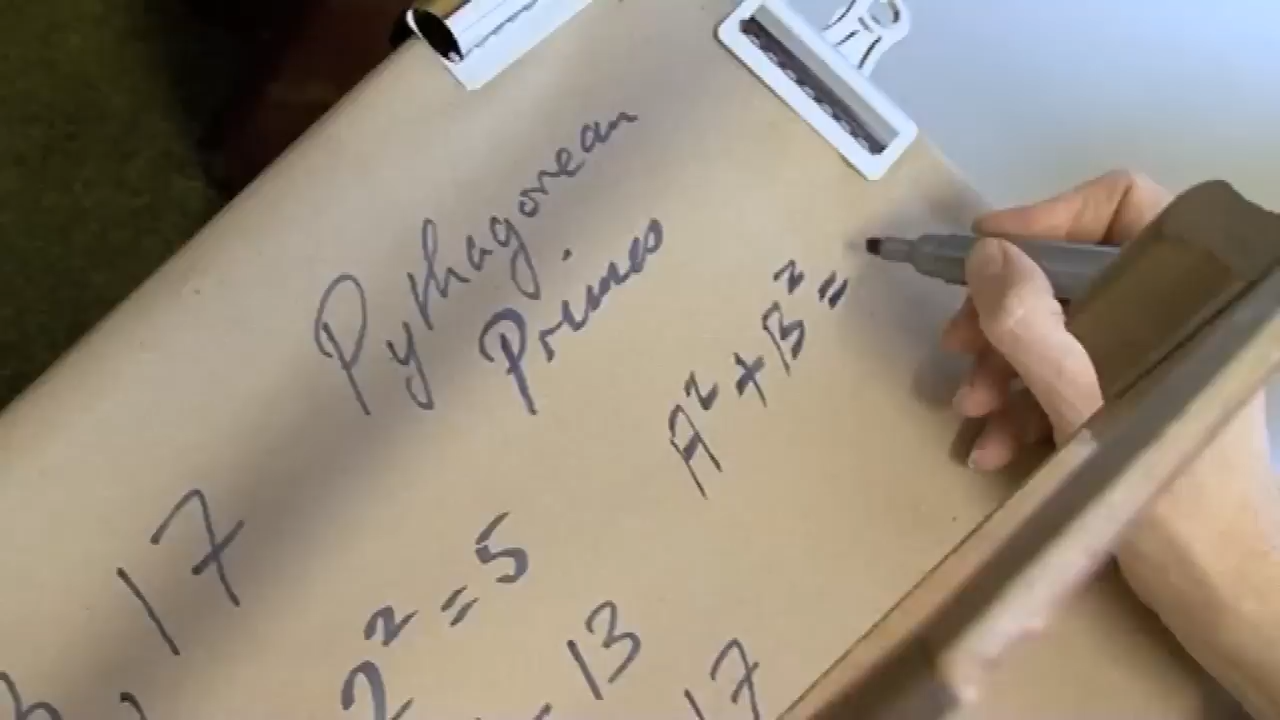 Pythagorean
Primes
A² + B² =
17
2² = 5
13
17